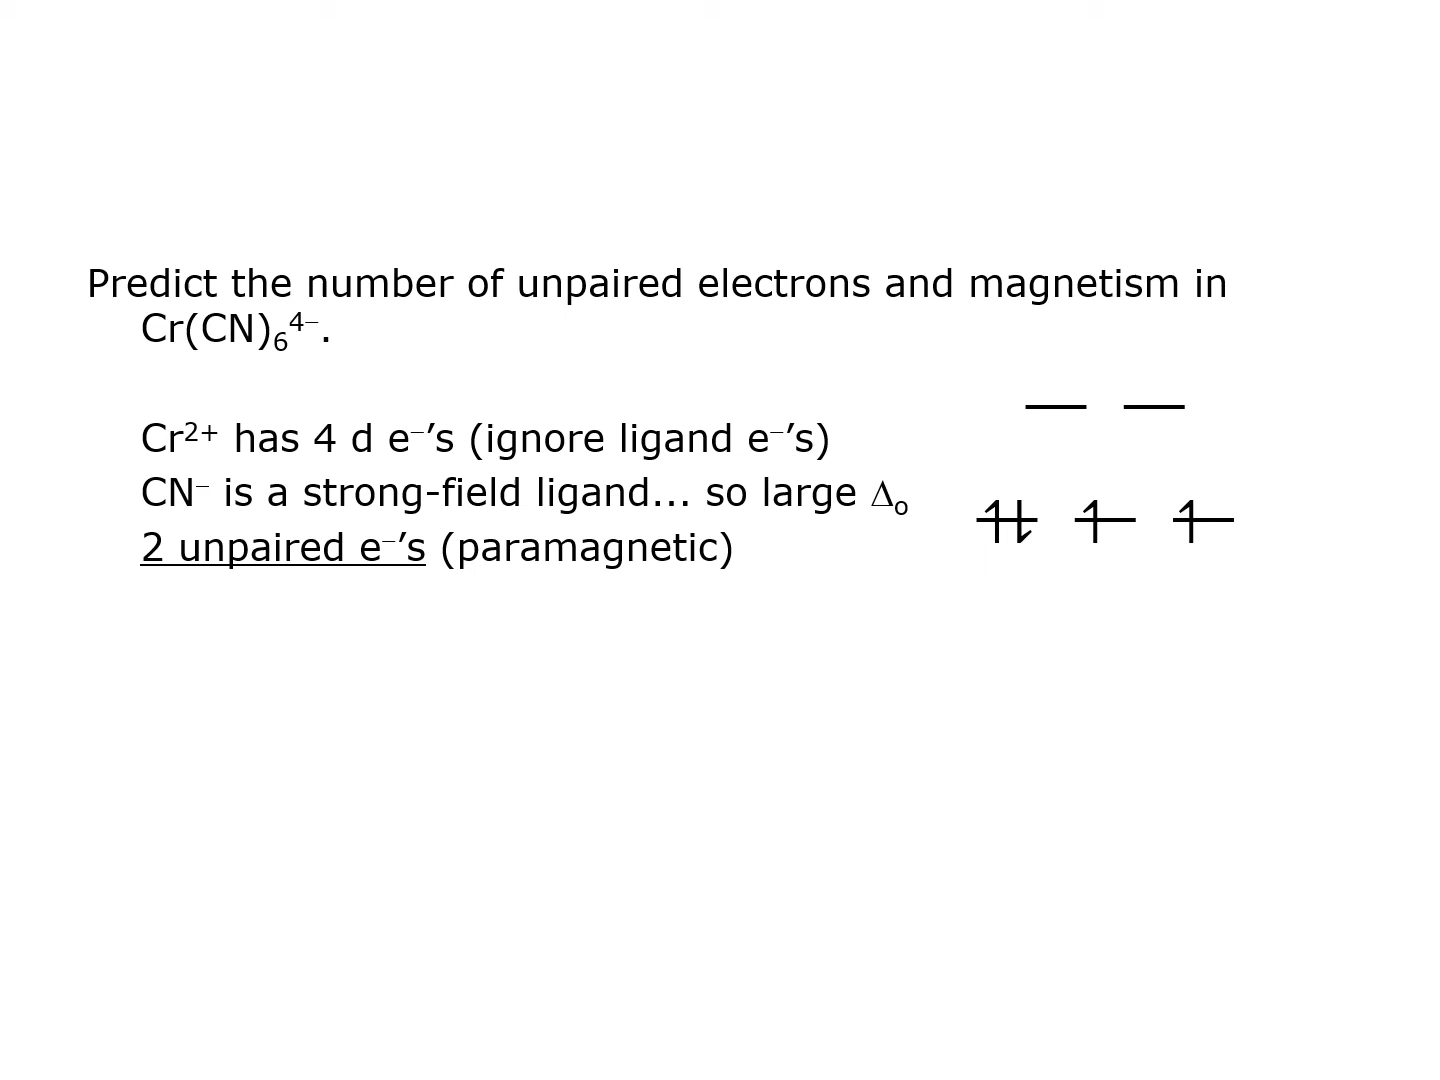 Predict the number of unpaired electrons and magnetism in
Cr(CN)₆⁴⁻.
Cr²⁺ has 4 d e⁻’s (ignore ligand e⁻’s)
CN⁻ is a strong-field ligand… so large Δₒ
2 unpaired e⁻’s (paramagnetic)